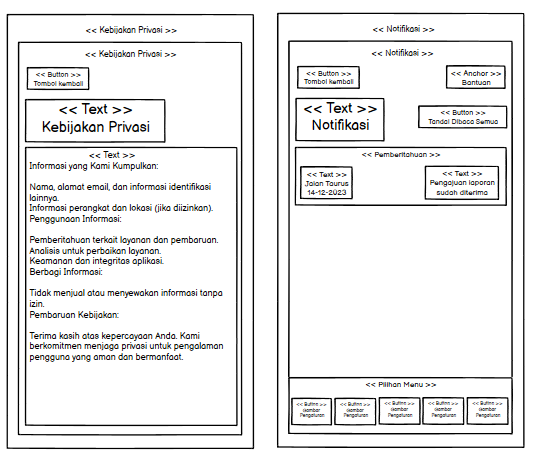 << Kebijakan Privasi >>
<< Kebijakan Privasi >>
<< Button >>
Tombol kembali
<< Text >>
Kebijakan Privasi
<< Text >>
Informasi yang Kami Kumpulkan:
Nama, alamat email, dan informasi identifikasi
lainnya.
Informasi perangkat dan lokasi (jika diizinkan).
Penggunaan Informasi:
Pemberitahuan terkait layanan dan pembaruan.
Analisis untuk perbaikan layanan.
Keamanan dan integritas aplikasi.
Berbagi Informasi:
Tidak menjual atau menyewakan informasi tanpa
izin.
Pembaruan Kebijakan:
Terima kasih atas kepercayaan Anda. Kami
berkomitmen menjaga privasi untuk pengalaman
pengguna yang aman dan bermanfaat.
<< Notifikasi >>
<< Notifikasi >>
<< Button >>
Tombol kembali
<< Anchor >>
Bantuan
<< Text >>
Notifikasi
<< Button >>
Tandai Dibaca Semua
<< Pemberitahuan >>
<< Text >>
Jalan Taurus
14-12-2023
<< Text >>
Pengajuan laporan
sudah diterima
<< Pilihan Menu >>
<< Button >>
Gambar
Pengaturan
<< Button >>
Gambar
Pengaturan
<< Button >>
Gambar
Pengaturan
<< Button >>
Gambar
Pengaturan
<< Button >>
Gambar
Pengaturan